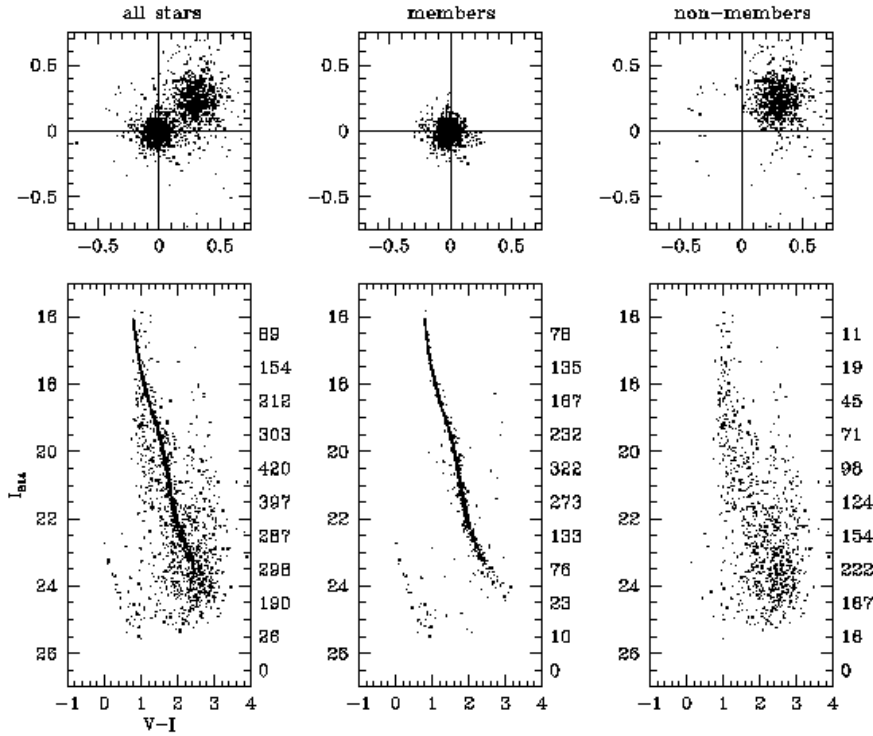 all stars members non-members
0.5 0.5 0.5
0 0 0
−0.5 −0.5 −0.5
−0.5 0 0.5 −0.5 0 0.5 −0.5 0 0.5
16 16 16
89 78 11
154 135 19
18 18 18
212 167 45
303 232 71
20 20 20
420 322 98
I814
397 273 124
22 22 22
287 133 154
298 76 222
24 24 24
190 23 167
26 10 16
26 26 26
0 0 0
−1 0 1 2 3 4 −1 0 1 2 3 4 −1 0 1 2 3 4
V−I